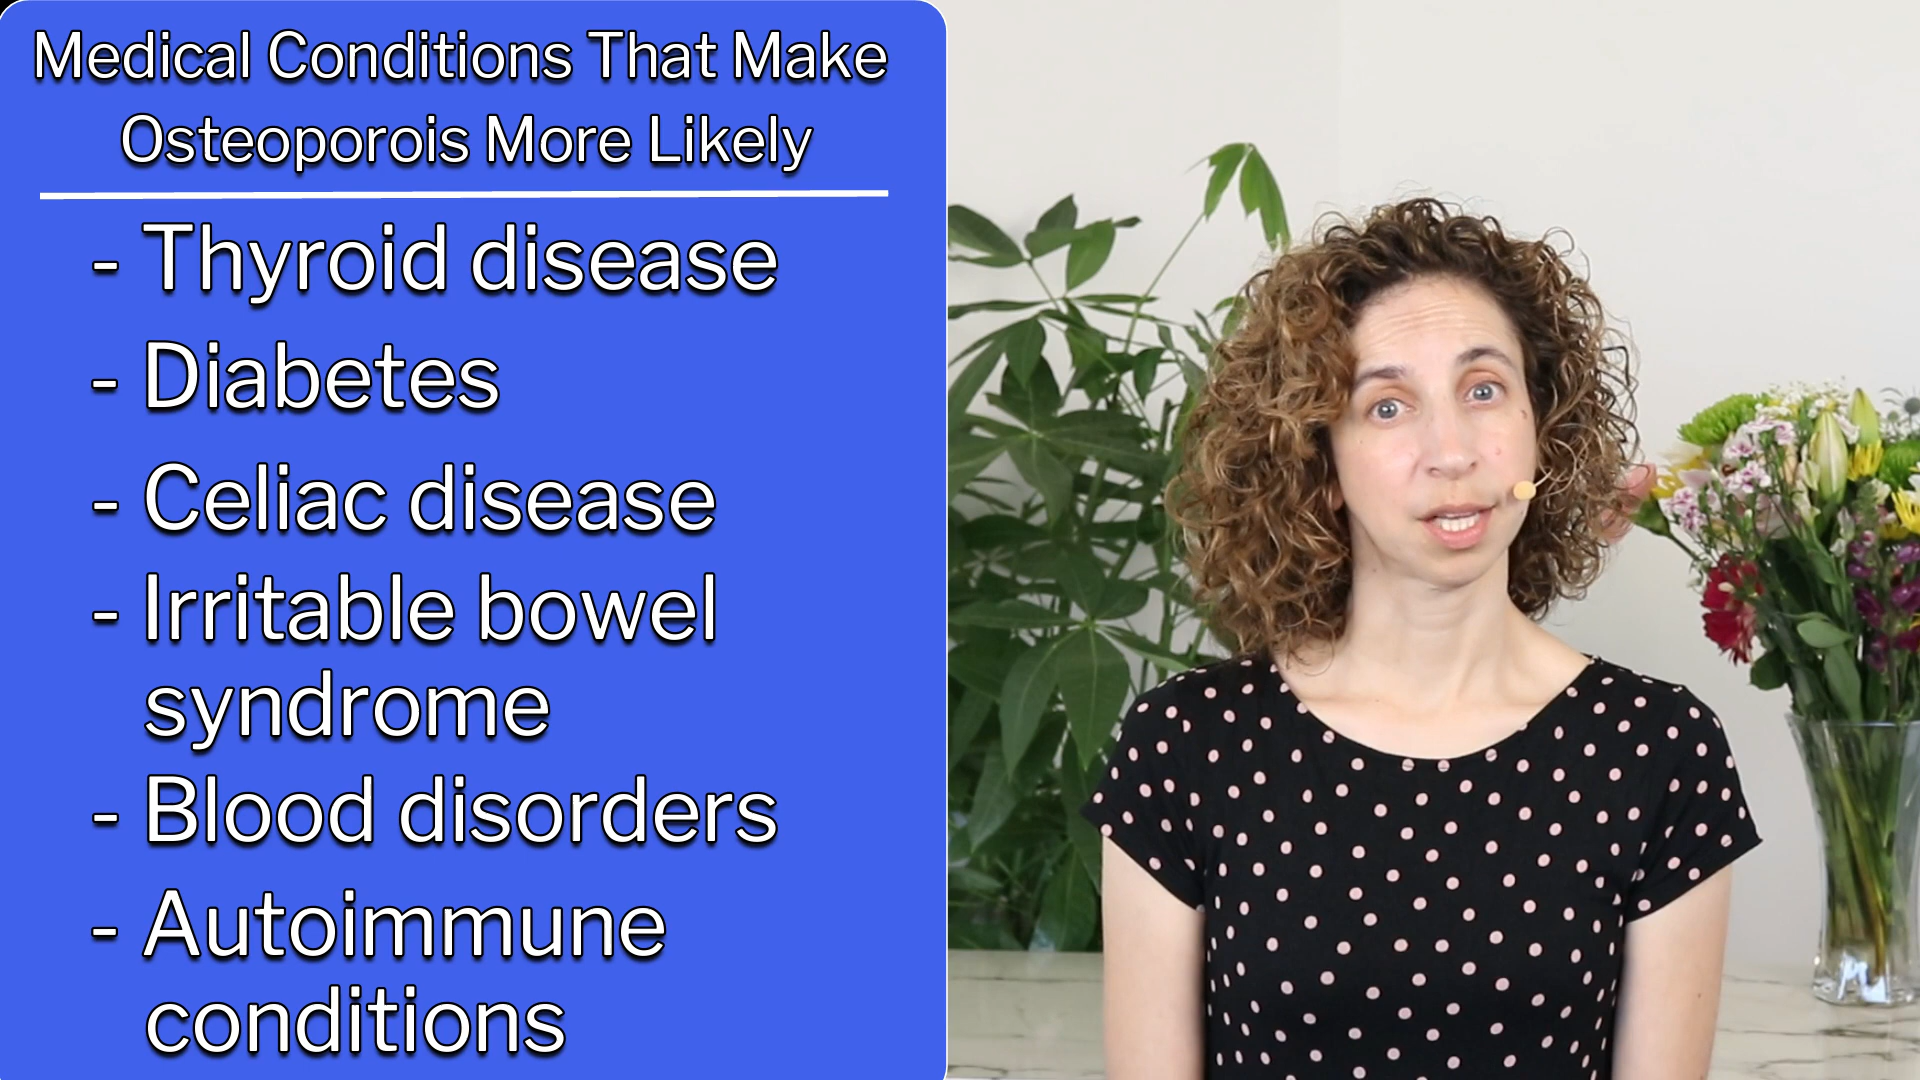 Medical Conditions That Make
Osteoporois More Likely
- Thyroid disease
- Diabetes
- Celiac disease
- Irritable bowel
syndrome
- Blood disorders
- Autoimmune
conditions